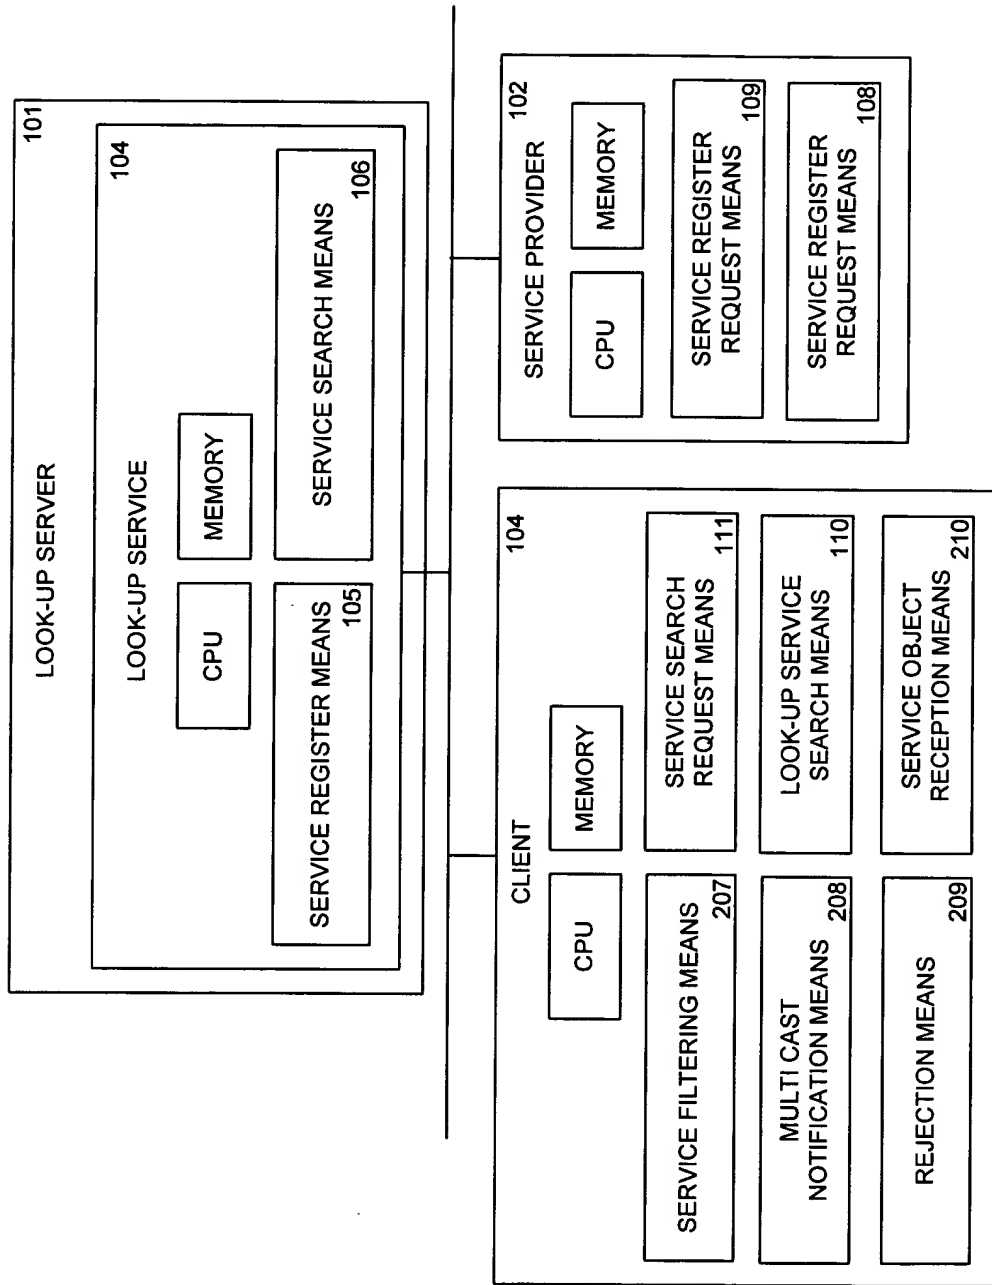 LOOK-UP SERVER
101
LOOK-UP SERVICE
104
CPU
MEMORY
SERVICE REGISTER MEANS
105
SERVICE SEARCH MEANS
106
CLIENT
104
CPU
MEMORY
SERVICE FILTERING MEANS
207
SERVICE SEARCH
REQUEST MEANS
111
MULTI CAST
NOTIFICATION MEANS
208
LOOK-UP SERVICE
SEARCH MEANS
110
REJECTION MEANS
209
SERVICE OBJECT
RECEPTION MEANS
210
SERVICE PROVIDER
102
CPU
MEMORY
SERVICE REGISTER
REQUEST MEANS
109
SERVICE REGISTER
REQUEST MEANS
108